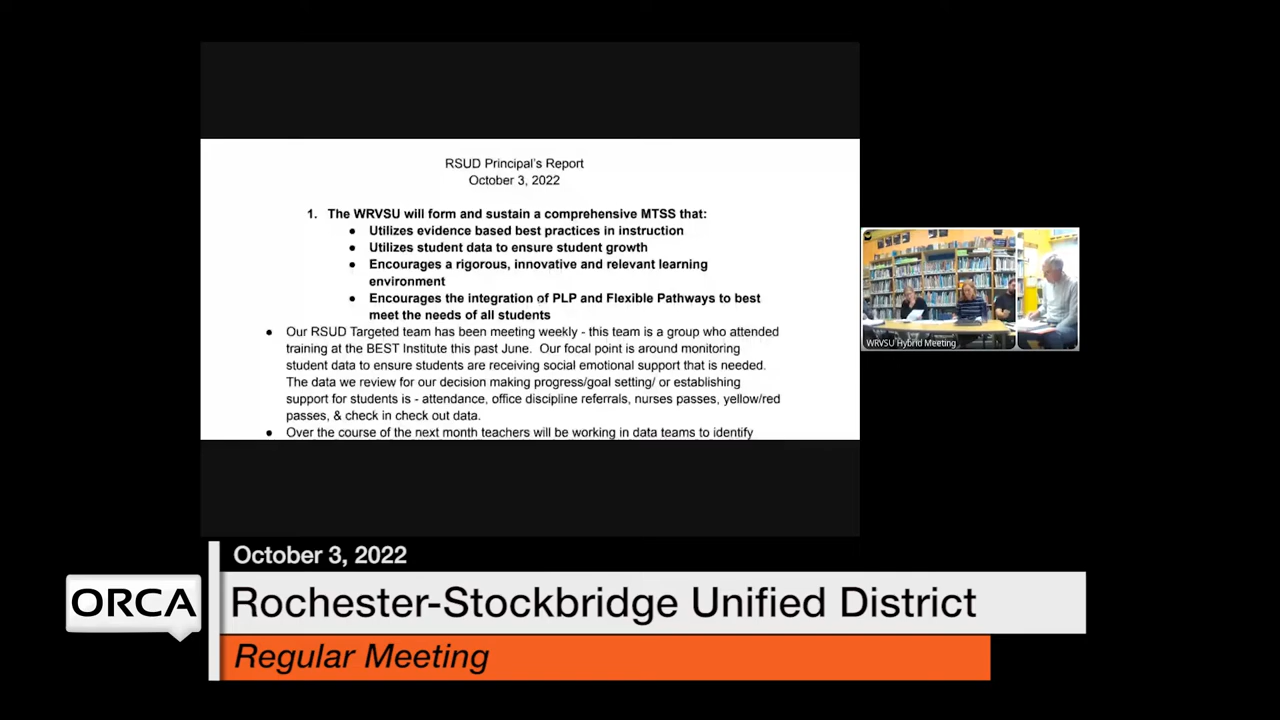 RSUD Principal's Report
October 3, 2022
1. The WRVSU will form and sustain a comprehensive MTSS that:
● Utilizes evidence based best practices in instruction
● Utilizes student data to ensure student growth
● Encourages a rigorous, innovative and relevant learning
environment
● Encourages the integration of PLP and Flexible Pathways to best
meet the needs of all students
● Our RSUD Targeted team has been meeting weekly - this team is a group who attended
training at the BEST Institute this past June. Our focal point is around monitoring
student data to ensure students are receiving social emotional support that is needed.
The data we review for our decision making progress/goal setting/ or establishing
support for students is - attendance, office discipline referrals, nurses passes, yellow/red
passes, & check in check out data.
● Over the course of the next month teachers will be working in data teams to identify
WRVSU Hybrid Meeting
October 3, 2022
ORCA
Rochester-Stockbridge Unified District
Regular Meeting